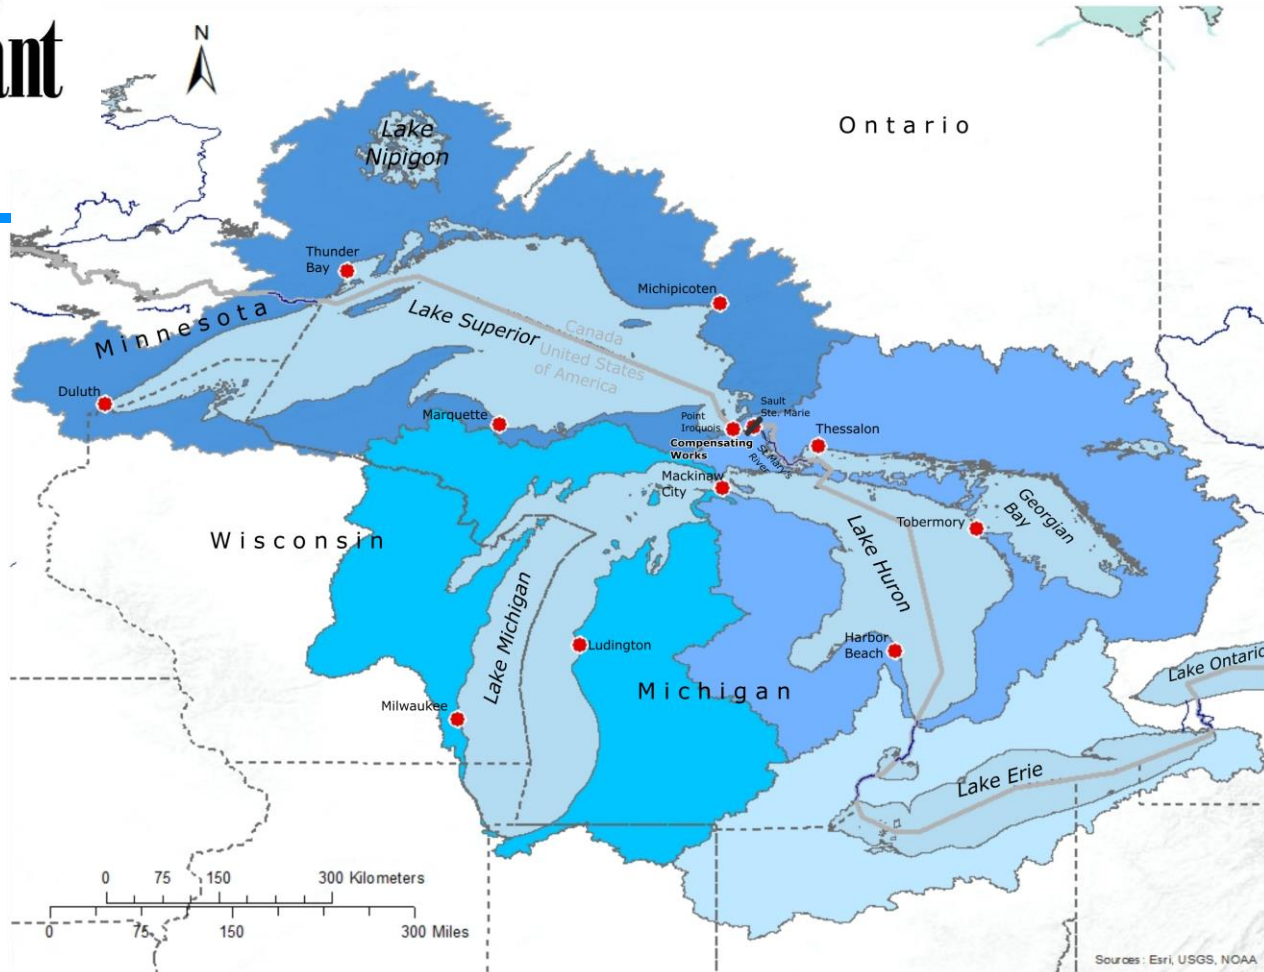 ant
N
Ontario
Lake
Nipigon
Thunder
Bay
Michipicoten
Minnesota
Lake Superior
Canada
United States
of America
Duluth
Marquette
Point
Iroquois
Sault
Ste. Marie
Compensating
Works
St. Mary's
River
Thessalon
Mackinaw
City
Georgian
Bay
Tobermory
Wisconsin
Lake Huron
Lake Michigan
Ludington
Harbor
Beach
Michigan
Milwaukee
Lake Ontario
Lake Erie
0 75 150 300 Kilometers
0 75 150 300 Miles
Sources: Esri, USGS, NOAA